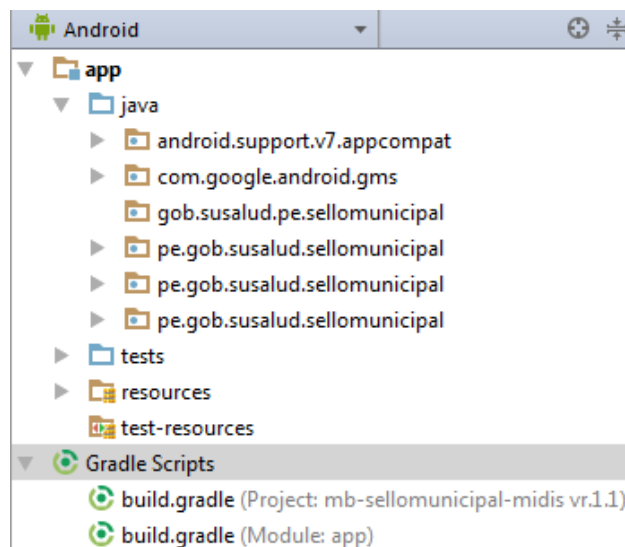 Android
app
java
android.support.v7.appcompat
com.google.android.gms
gob.susalud.pe.sellomunicipal
pe.gob.susalud.sellomunicipal
pe.gob.susalud.sellomunicipal
pe.gob.susalud.sellomunicipal
tests
resources
test-resources
Gradle Scripts
build.gradle (Project: mb-sellomunicipal-midis vr.1.1)
build.gradle (Module: app)